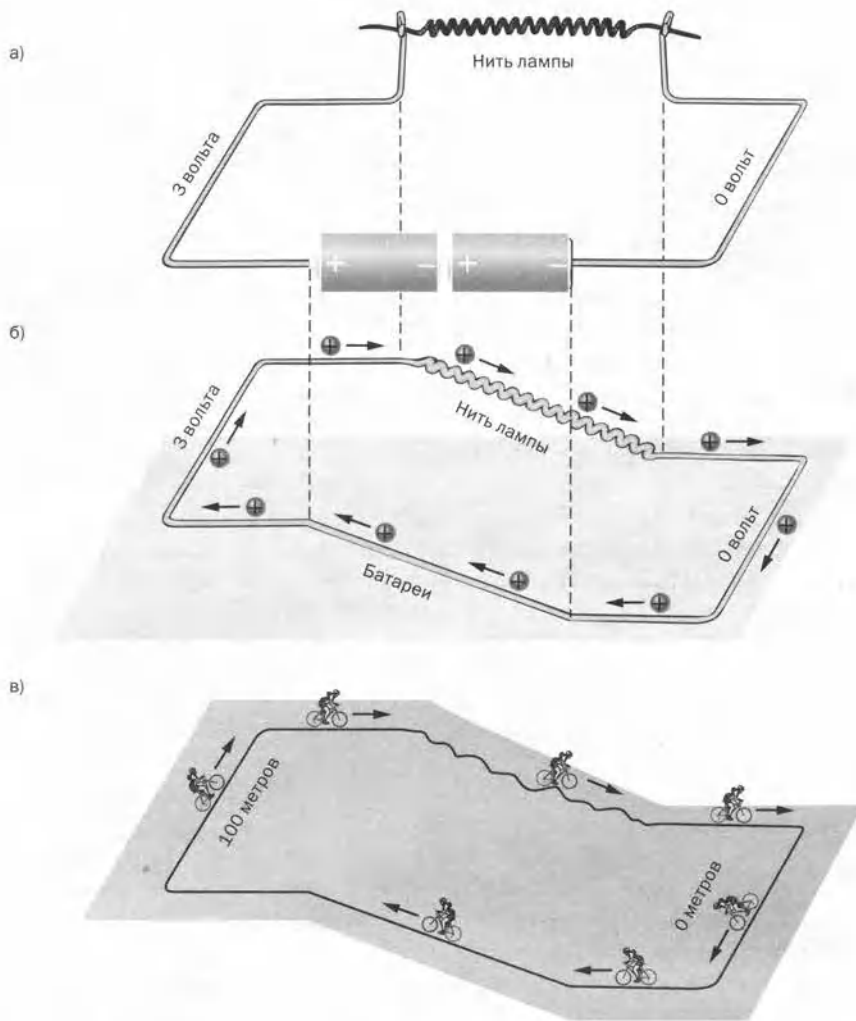 а)
Нить лампы
3 вольта
0 вольт
+ − + −
б)
3 вольта
Нить лампы
0 вольт
Батареи
в)
100 метров
0 метров